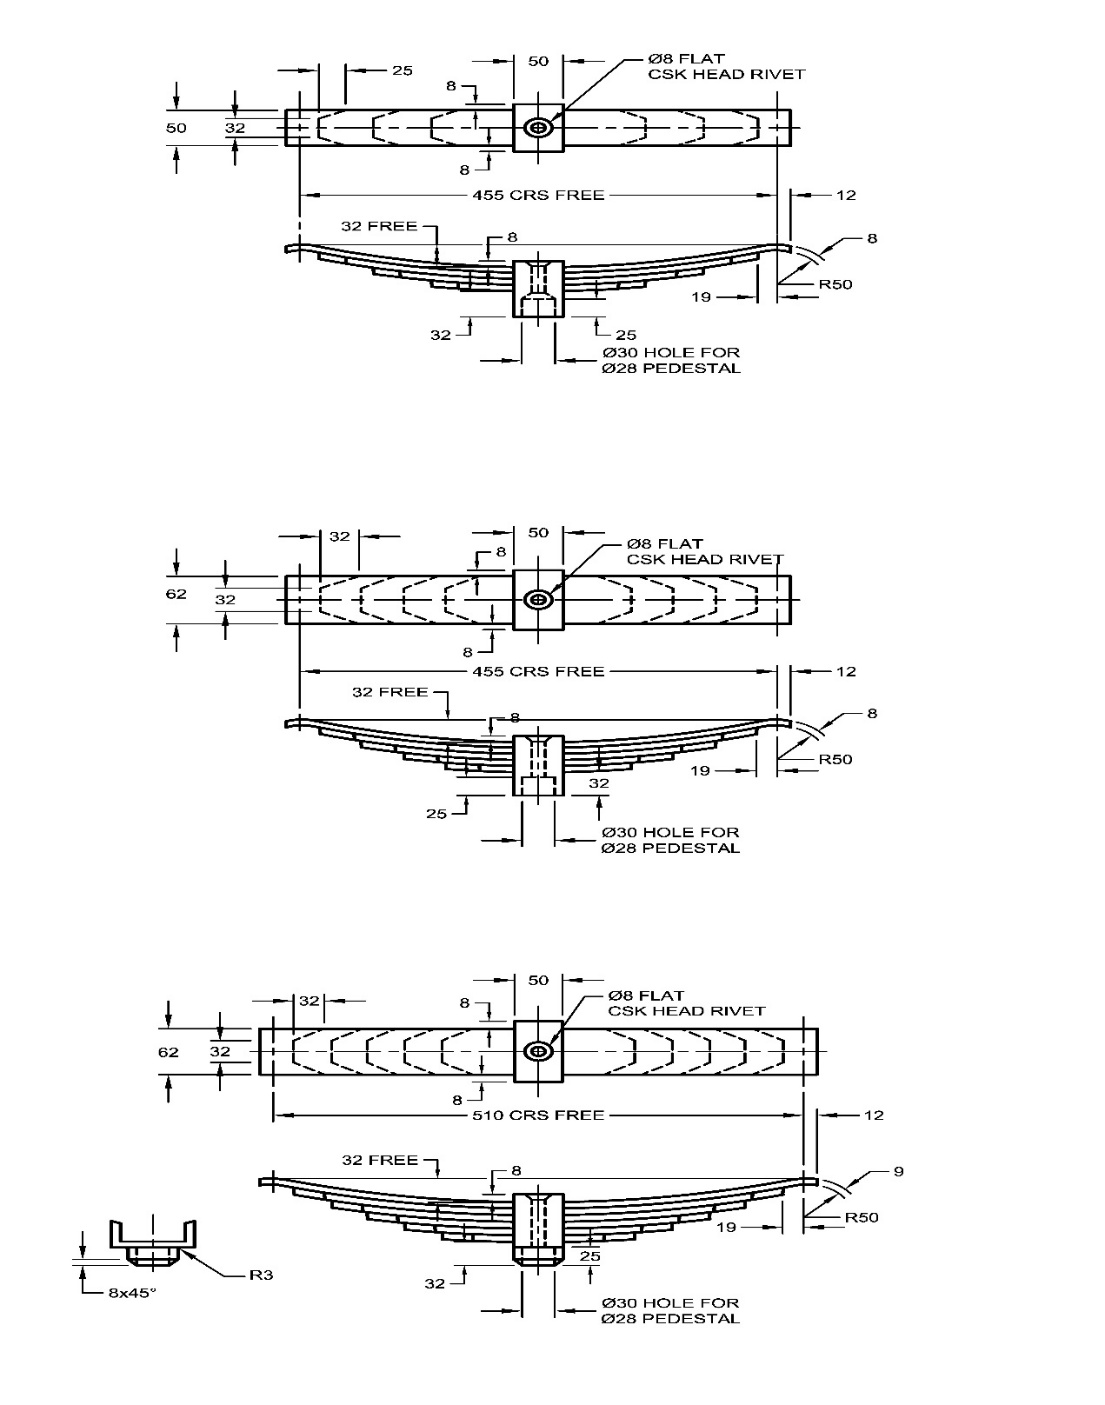 50
Ø8 FLAT
CSK HEAD RIVET
25
8
50
32
8
455 CRS FREE
12
32 FREE
8
8
R50
19
32
25
Ø30 HOLE FOR
Ø28 PEDESTAL
32
50
Ø8 FLAT
CSK HEAD RIVET
8
62
32
8
455 CRS FREE
12
32 FREE
8
8
R50
19
32
25
Ø30 HOLE FOR
Ø28 PEDESTAL
50
32
8
Ø8 FLAT
CSK HEAD RIVET
62
32
8
510 CRS FREE
12
32 FREE
8
9
R50
19
25
R3
32
8x45°
Ø30 HOLE FOR
Ø28 PEDESTAL